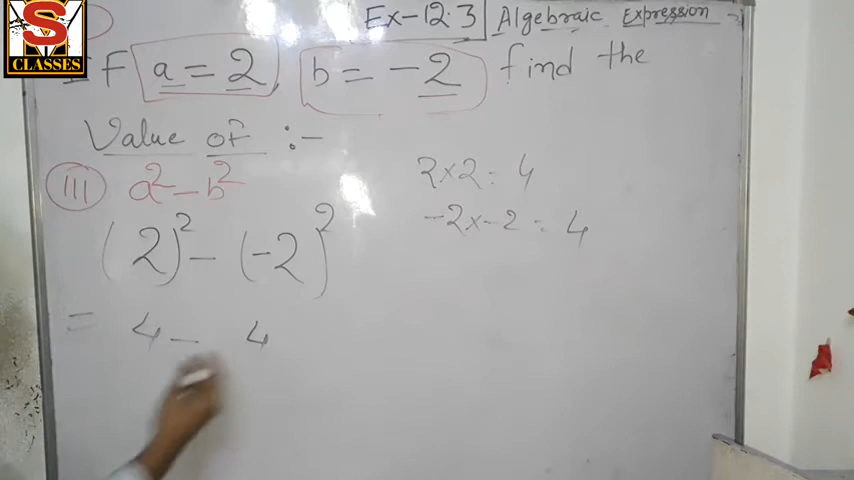 S
CLASSES
Ex-12.3 Algebraic Expression
If a = 2, b = -2 find the
Value of :-
(III) a² - b²
2×2 = 4
-2×-2 = 4
(2)² - (-2)²
= 4 - 4